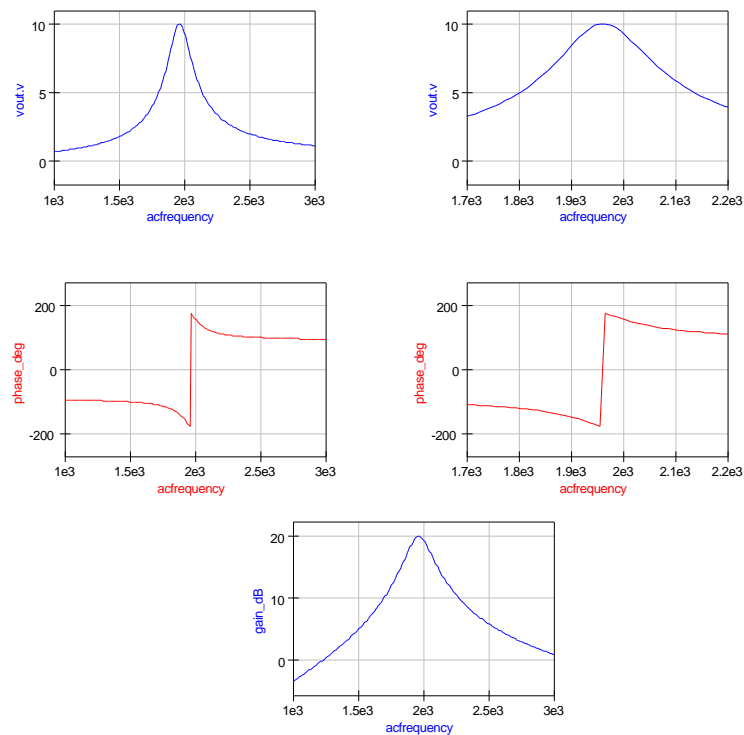 vout.v
10
5
0
1e3 1.5e3 2e3 2.5e3 3e3
acfrequency
vout.v
10
5
0
1.7e3 1.8e3 1.9e3 2e3 2.1e3 2.2e3
acfrequency
phase_deg
200
0
-200
1e3 1.5e3 2e3 2.5e3 3e3
acfrequency
phase_deg
200
0
-200
1.7e3 1.8e3 1.9e3 2e3 2.1e3 2.2e3
acfrequency
gain_dB
20
10
0
1e3 1.5e3 2e3 2.5e3 3e3
acfrequency